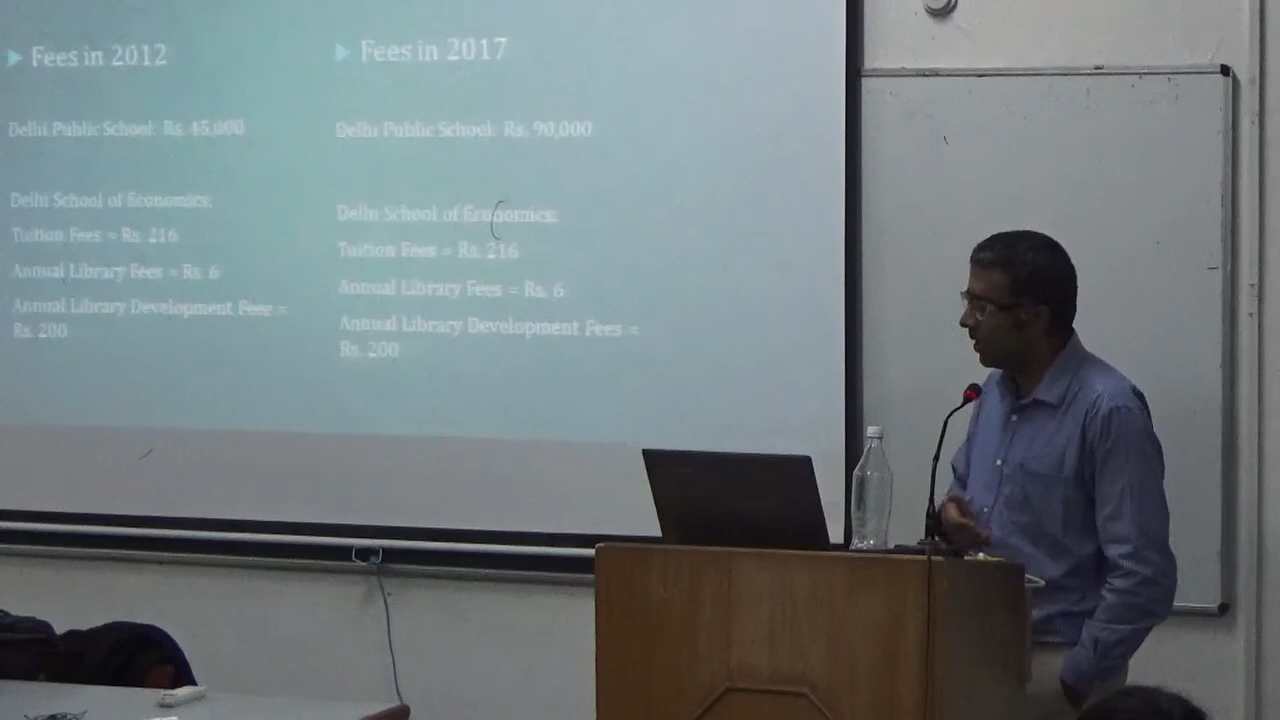 Fees in 2012
Delhi Public School: Rs. 45,000
Delhi School of Economics:
Tuition Fees = Rs. 216
Annual Library Fees = Rs. 6
Annual Library Development Fees =
Rs. 200
Fees in 2017
Delhi Public School: Rs. 90,000
Delhi School of Economics:
Tuition Fees = Rs. 216
Annual Library Fees = Rs. 6
Annual Library Development Fees =
Rs. 200